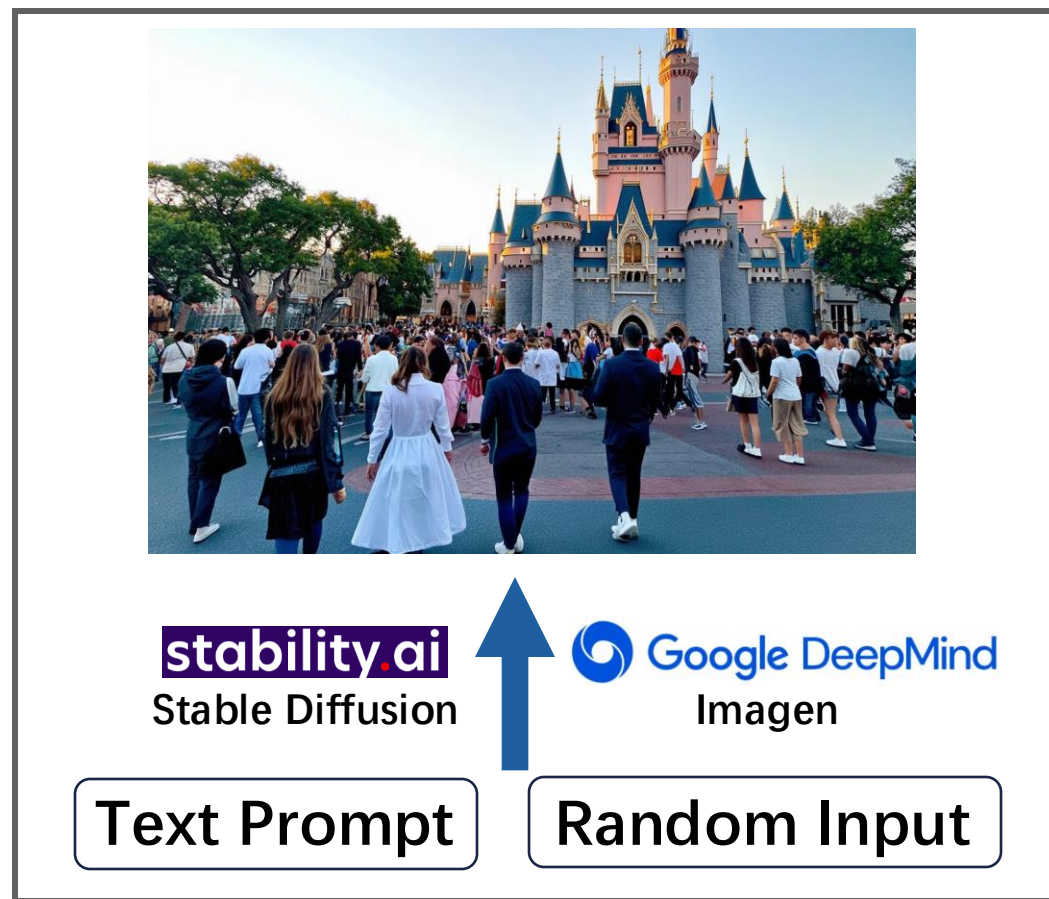 stability.ai
Google DeepMind
Stable Diffusion
Imagen
Text Prompt
Random Input